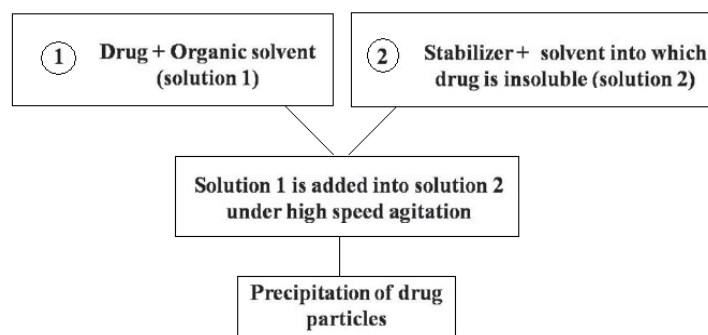 1
Drug + Organic solvent
(solution 1)
2
Stabilizer + solvent into which
drug is insoluble (solution 2)
Solution 1 is added into solution 2
under high speed agitation
Precipitation of drug
particles